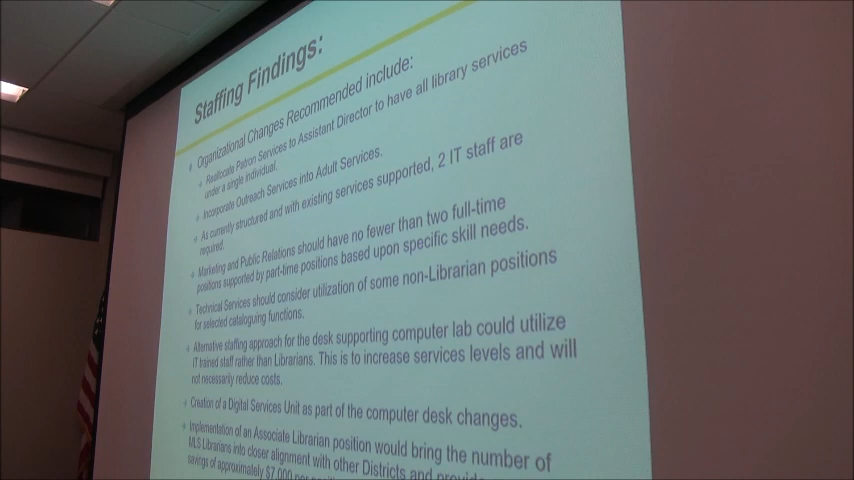 Staffing Findings:
Organizational Changes Recommended include:
Reallocate Patron Services to Assistant Director to have all library services
under a single individual.
Incorporate Outreach Services into Adult Services.
As currently structured and with existing services supported, 2 IT staff are
required.
Marketing and Public Relations should have no fewer than two full-time
positions supported by part-time positions based upon specific skill needs.
Technical Services should consider utilization of some non-Librarian positions
for selected cataloguing functions.
Alternative staffing approach for the desk supporting computer lab could utilize
IT trained staff rather than Librarians. This is to increase services levels and will
not necessarily reduce costs.
Creation of a Digital Services Unit as part of the computer desk changes.
Implementation of an Associate Librarian position would bring the number of
MLS Librarians into closer alignment with other Districts and
savings of approximately $7,000 per